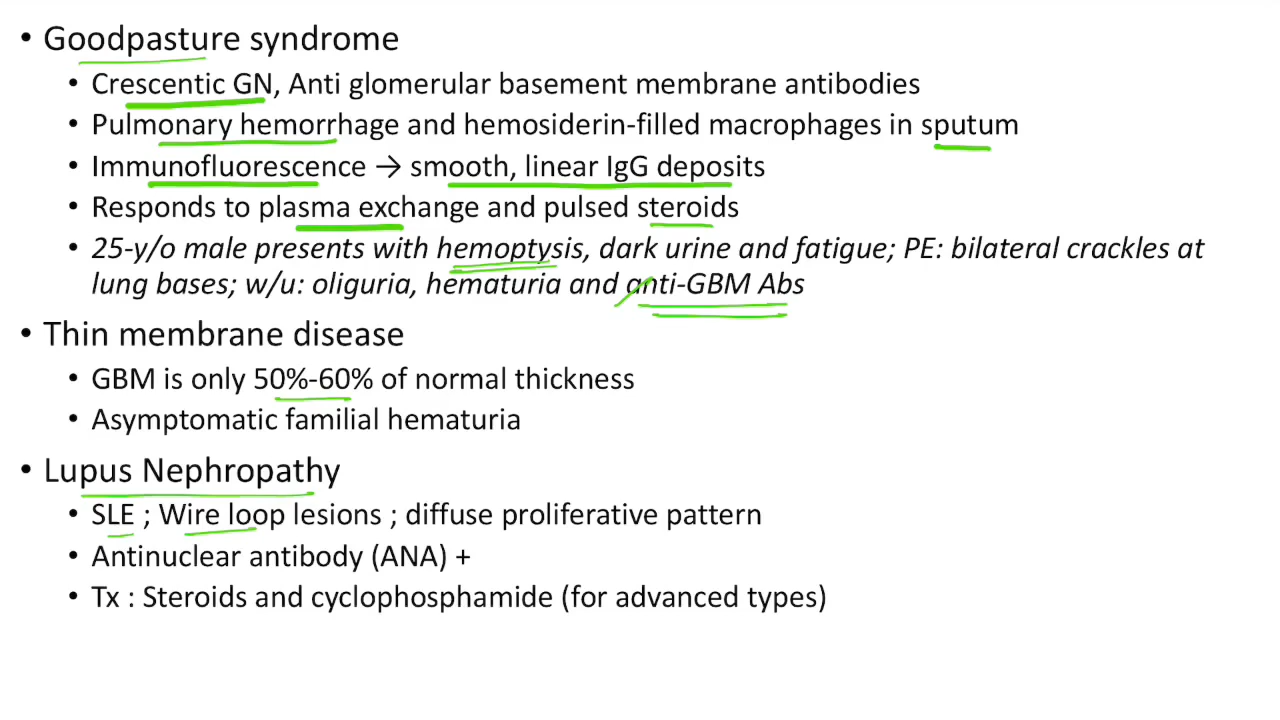 • Goodpasture syndrome
• Crescentic GN, Anti glomerular basement membrane antibodies
• Pulmonary hemorrhage and hemosiderin-filled macrophages in sputum
• Immunofluorescence → smooth, linear IgG deposits
• Responds to plasma exchange and pulsed steroids
• 25-y/o male presents with hemoptysis, dark urine and fatigue; PE: bilateral crackles at
lung bases; w/u: oliguria, hematuria and anti-GBM Abs
• Thin membrane disease
• GBM is only 50%-60% of normal thickness
• Asymptomatic familial hematuria
• Lupus Nephropathy
• SLE ; Wire loop lesions ; diffuse proliferative pattern
• Antinuclear antibody (ANA) +
• Tx : Steroids and cyclophosphamide (for advanced types)